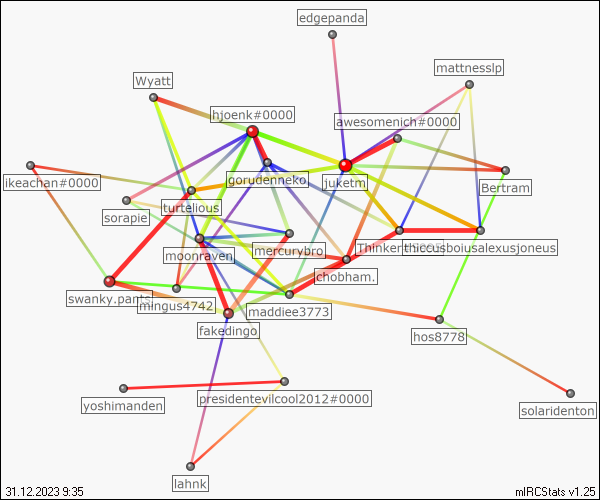 edgepanda
mattnesslp
Wyatt
hjoenk#0000
awesomenich#0000
ikeachan#0000
gorudenneko
juketm
Bertram
turtelious
sorapie
moonraven
mercurybro
Thinker
thiccusboiusalexusjoneus
chobham.
swanky.pants
mingus4742
maddiee3773
fakedingo
hos8778
yoshimanden
presidentevilcool2012#0000
solaridenton
lahnk
31.12.2023 9:35
mIRCStats v1.25